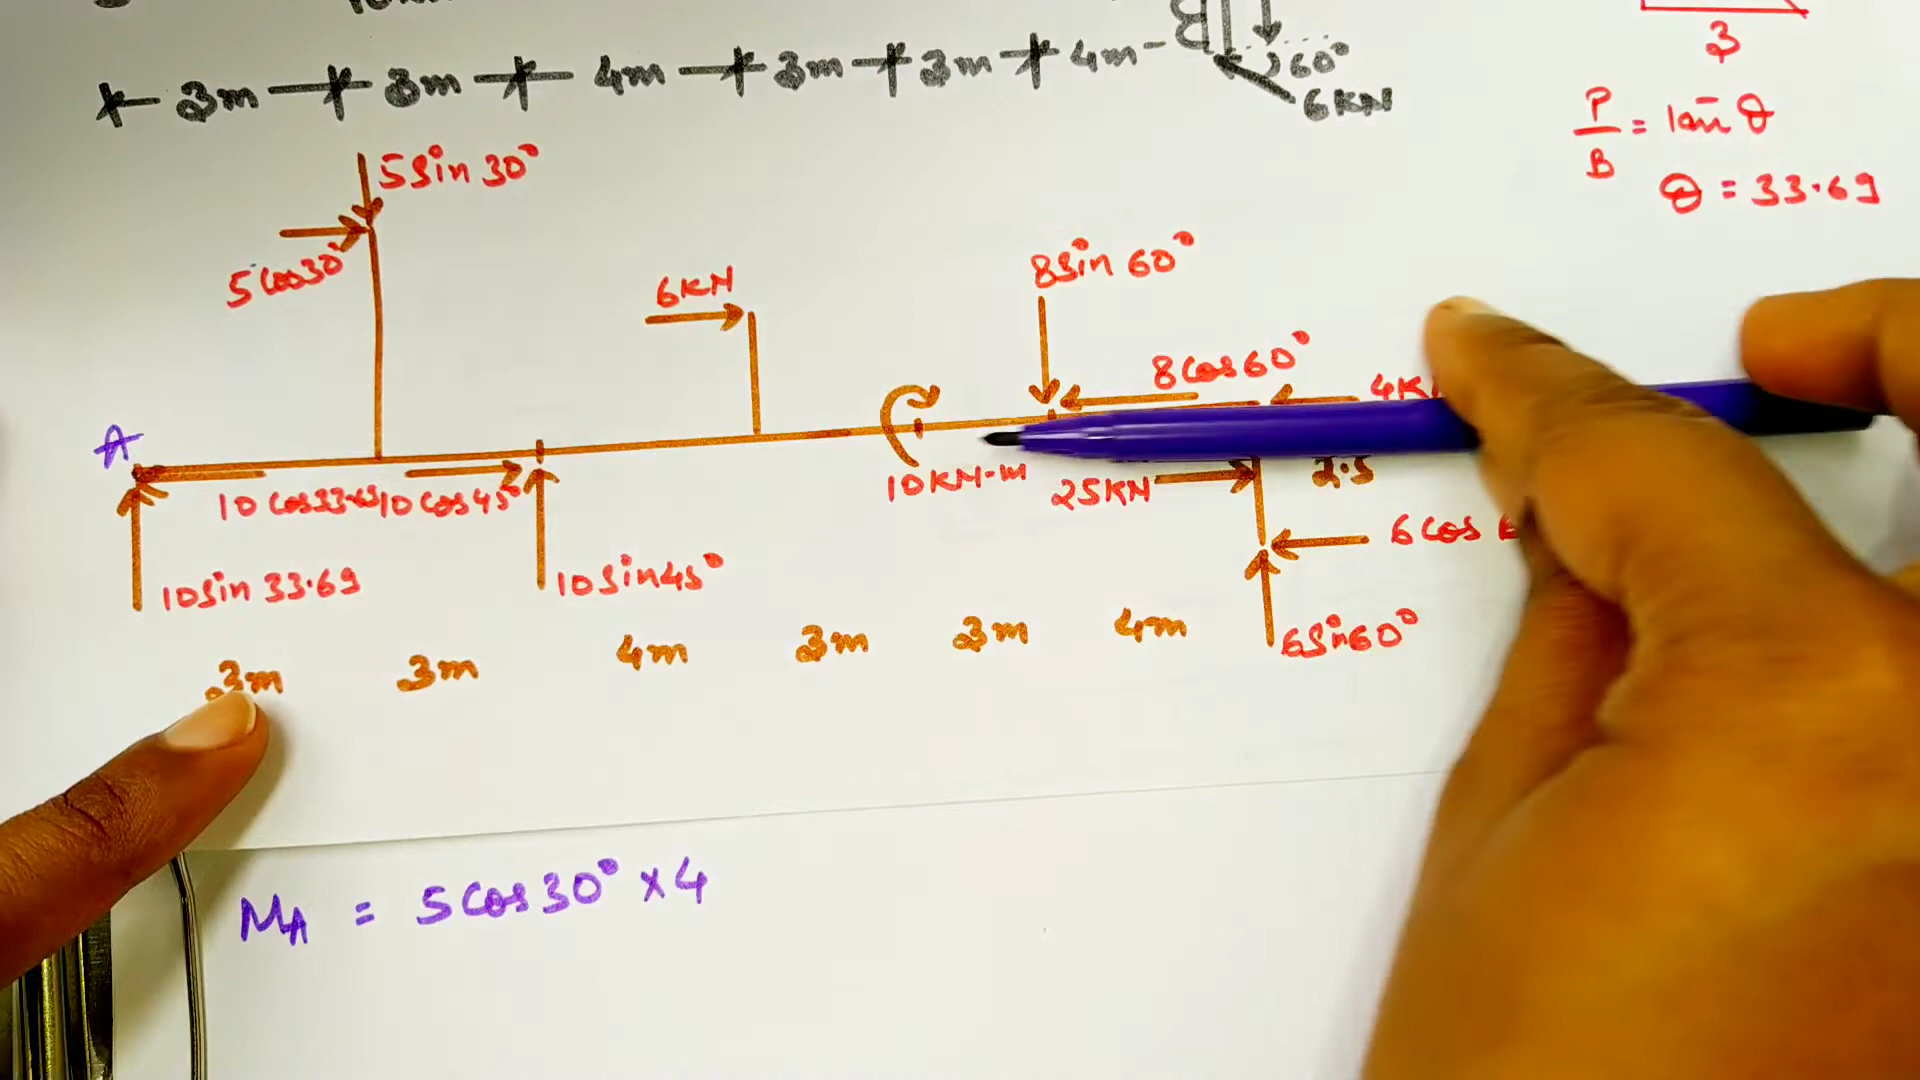 3m 3m 4m 3m 3m 4m
60°
6KN
3
P/B = tan θ
θ = 33.69
5Sin 30°
5Cos30°
6KN
8Sin 60°
8Cos60°
A
10Cos33.69
10Cos45°
10KN-m
25KN
2.5
6Cos
10Sin 33.69
10Sin45°
6Sin60°
3m 3m 4m 3m 3m 4m
MA = 5Cos30° × 4